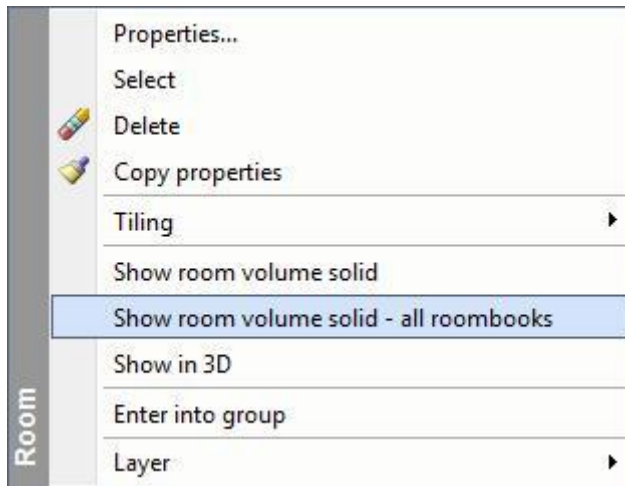 Properties...
Select
Delete
Copy properties
Tiling
Show room volume solid
Show room volume solid - all roombooks
Show in 3D
Enter into group
Layer
Room